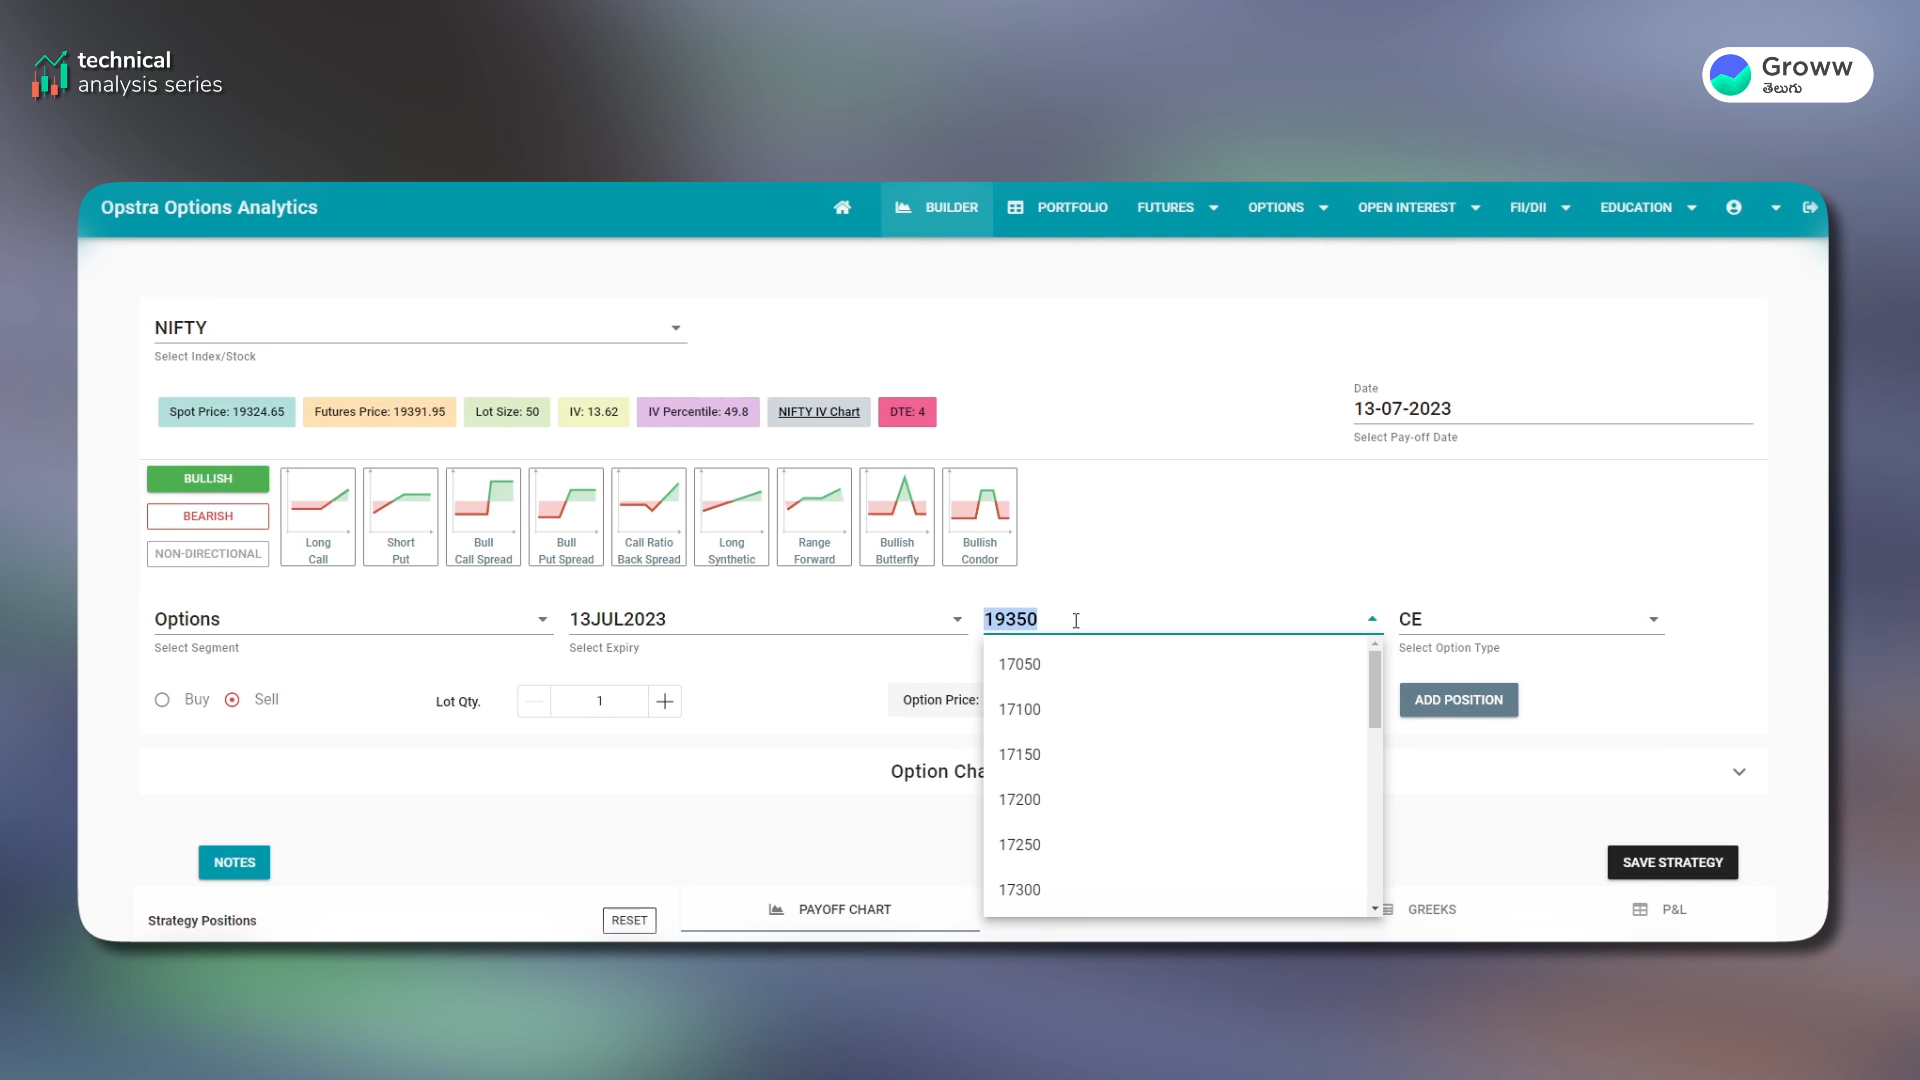 technical
analysis series
Groww
తెలుగు
Opstra Options Analytics
BUILDER
PORTFOLIO
FUTURES
OPTIONS
OPEN INTEREST
FII/DII
EDUCATION
NIFTY
Select Index/Stock
Spot Price: 19324.65
Futures Price: 19391.95
Lot Size: 50
IV: 13.62
IV Percentile: 49.8
NIFTY IV Chart
DTE: 4
Date
13-07-2023
Select Pay-off Date
BULLISH
BEARISH
NON-DIRECTIONAL
Long
Call
Short
Put
Bull
Call Spread
Bull
Put Spread
Call Ratio
Back Spread
Long
Synthetic
Range
Forward
Bullish
Butterfly
Bullish
Condor
Options
Select Segment
13JUL2023
Select Expiry
19350
CE
Select Option Type
17050
17100
17150
17200
17250
17300
Buy
Sell
Lot Qty.
1
Option Price:
ADD POSITION
Option Cha
NOTES
SAVE STRATEGY
Strategy Positions
RESET
PAYOFF CHART
GREEKS
P&L